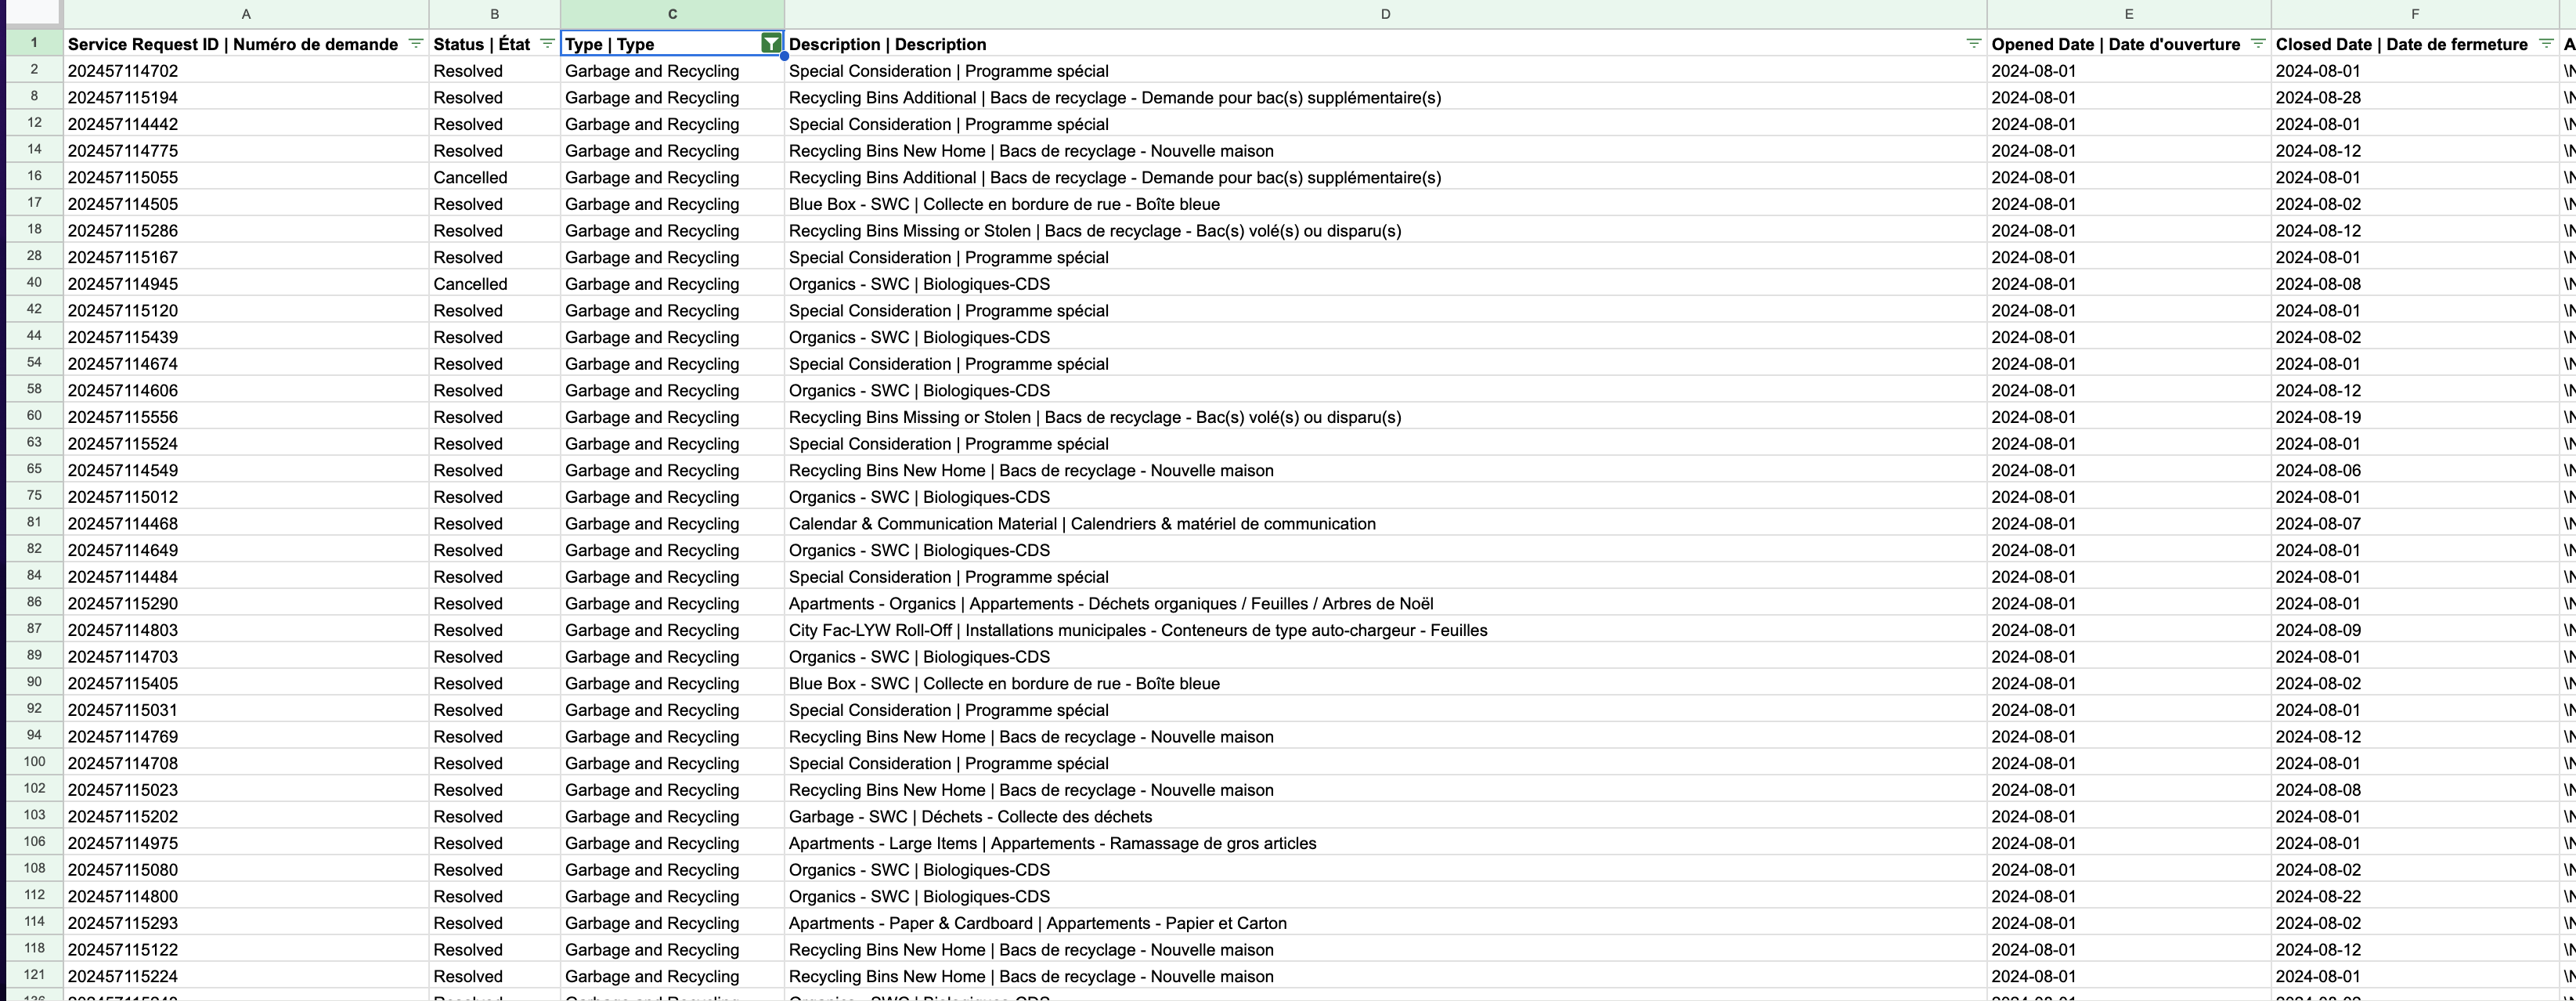 A B C D E F
1 Service Request ID | Numéro de demande Status | État Type | Type Description | Description Opened Date | Date d'ouverture Closed Date | Date de fermeture A
2 202457114702 Resolved Garbage and Recycling Special Consideration | Programme spécial 2024-08-01 2024-08-01 \N
8 202457115194 Resolved Garbage and Recycling Recycling Bins Additional | Bacs de recyclage - Demande pour bac(s) supplémentaire(s) 2024-08-01 2024-08-28 \N
12 202457114442 Resolved Garbage and Recycling Special Consideration | Programme spécial 2024-08-01 2024-08-01 \N
14 202457114775 Resolved Garbage and Recycling Recycling Bins New Home | Bacs de recyclage - Nouvelle maison 2024-08-01 2024-08-12 \N
16 202457115055 Cancelled Garbage and Recycling Recycling Bins Additional | Bacs de recyclage - Demande pour bac(s) supplémentaire(s) 2024-08-01 2024-08-01 \N
17 202457114505 Resolved Garbage and Recycling Blue Box - SWC | Collecte en bordure de rue - Boîte bleue 2024-08-01 2024-08-02 \N
18 202457115286 Resolved Garbage and Recycling Recycling Bins Missing or Stolen | Bacs de recyclage - Bac(s) volé(s) ou disparu(s) 2024-08-01 2024-08-12 \N
28 202457115167 Resolved Garbage and Recycling Special Consideration | Programme spécial 2024-08-01 2024-08-01 \N
40 202457114945 Cancelled Garbage and Recycling Organics - SWC | Biologiques-CDS 2024-08-01 2024-08-08 \N
42 202457115120 Resolved Garbage and Recycling Special Consideration | Programme spécial 2024-08-01 2024-08-01 \N
44 202457115439 Resolved Garbage and Recycling Organics - SWC | Biologiques-CDS 2024-08-01 2024-08-02 \N
54 202457114674 Resolved Garbage and Recycling Special Consideration | Programme spécial 2024-08-01 2024-08-01 \N
58 202457114606 Resolved Garbage and Recycling Organics - SWC | Biologiques-CDS 2024-08-01 2024-08-12 \N
60 202457115556 Resolved Garbage and Recycling Recycling Bins Missing or Stolen | Bacs de recyclage - Bac(s) volé(s) ou disparu(s) 2024-08-01 2024-08-19 \N
63 202457115524 Resolved Garbage and Recycling Special Consideration | Programme spécial 2024-08-01 2024-08-01 \N
65 202457114549 Resolved Garbage and Recycling Recycling Bins New Home | Bacs de recyclage - Nouvelle maison 2024-08-01 2024-08-06 \N
75 202457115012 Resolved Garbage and Recycling Organics - SWC | Biologiques-CDS 2024-08-01 2024-08-01 \N
81 202457114468 Resolved Garbage and Recycling Calendar & Communication Material | Calendriers & matériel de communication 2024-08-01 2024-08-07 \N
82 202457114649 Resolved Garbage and Recycling Organics - SWC | Biologiques-CDS 2024-08-01 2024-08-01 \N
84 202457114484 Resolved Garbage and Recycling Special Consideration | Programme spécial 2024-08-01 2024-08-01 \N
86 202457115290 Resolved Garbage and Recycling Apartments - Organics | Appartements - Déchets organiques / Feuilles / Arbres de Noël 2024-08-01 2024-08-01 \N
87 202457114803 Resolved Garbage and Recycling City Fac-LYW Roll-Off | Installations municipales - Conteneurs de type auto-chargeur - Feuilles 2024-08-01 2024-08-09 \N
89 202457114703 Resolved Garbage and Recycling Organics - SWC | Biologiques-CDS 2024-08-01 2024-08-01 \N
90 202457115405 Resolved Garbage and Recycling Blue Box - SWC | Collecte en bordure de rue - Boîte bleue 2024-08-01 2024-08-02 \N
92 202457115031 Resolved Garbage and Recycling Special Consideration | Programme spécial 2024-08-01 2024-08-01 \N
94 202457114769 Resolved Garbage and Recycling Recycling Bins New Home | Bacs de recyclage - Nouvelle maison 2024-08-01 2024-08-12 \N
100 202457114708 Resolved Garbage and Recycling Special Consideration | Programme spécial 2024-08-01 2024-08-01 \N
102 202457115023 Resolved Garbage and Recycling Recycling Bins New Home | Bacs de recyclage - Nouvelle maison 2024-08-01 2024-08-08 \N
103 202457115202 Resolved Garbage and Recycling Garbage - SWC | Déchets - Collecte des déchets 2024-08-01 2024-08-01 \N
106 202457114975 Resolved Garbage and Recycling Apartments - Large Items | Appartements - Ramassage de gros articles 2024-08-01 2024-08-01 \N
108 202457115080 Resolved Garbage and Recycling Organics - SWC | Biologiques-CDS 2024-08-01 2024-08-02 \N
112 202457114800 Resolved Garbage and Recycling Organics - SWC | Biologiques-CDS 2024-08-01 2024-08-22 \N
114 202457115293 Resolved Garbage and Recycling Apartments - Paper & Cardboard | Appartements - Papier et Carton 2024-08-01 2024-08-02 \N
118 202457115122 Resolved Garbage and Recycling Recycling Bins New Home | Bacs de recyclage - Nouvelle maison 2024-08-01 2024-08-12 \N
121 202457115224 Resolved Garbage and Recycling Recycling Bins New Home | Bacs de recyclage - Nouvelle maison 2024-08-01 2024-08-01 \N